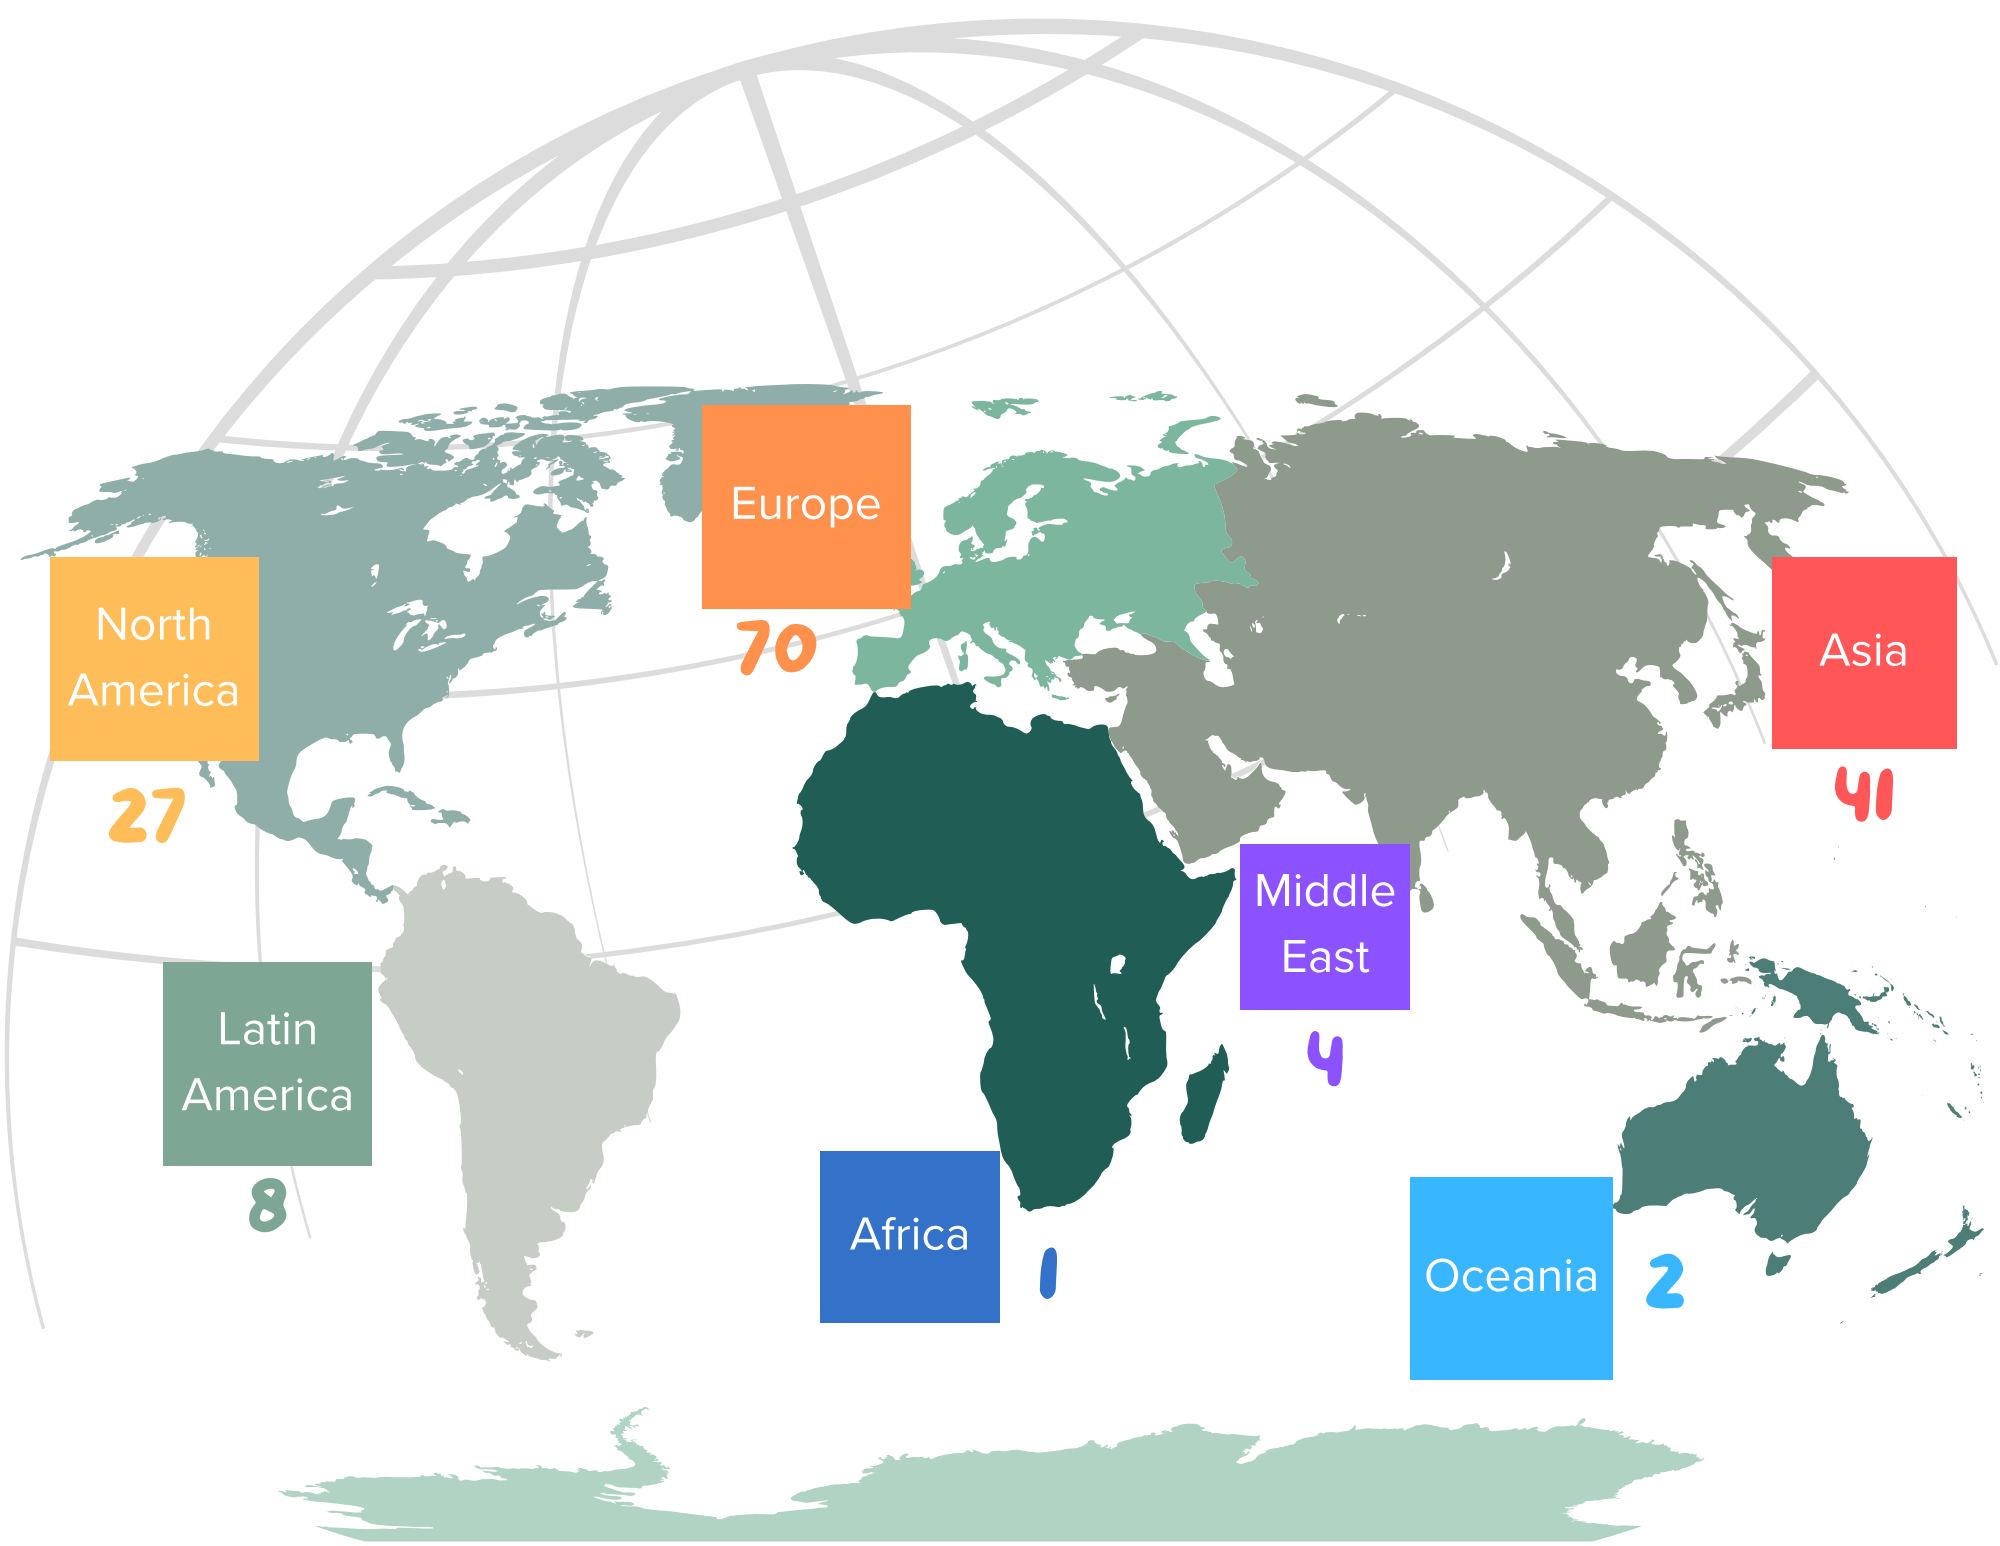 Europe
70
North
America
27
Asia
41
Middle
East
4
Latin
America
8
Africa
1
Oceania
2